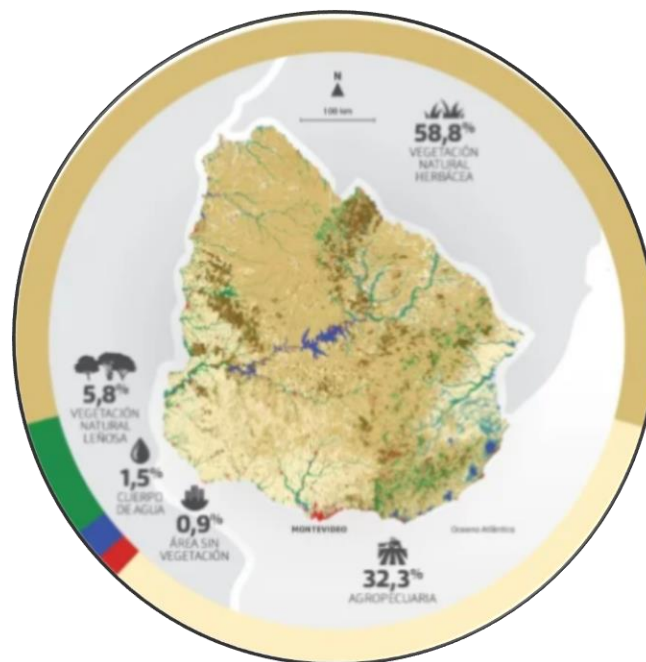 N
100 km
58,8%
VEGETACIÓN
NATURAL
HERBÁCEA
5,8%
VEGETACIÓN
NATURAL
LEÑOSA
1,5%
CUERPO
DE AGUA
0,9%
ÁREA SIN
VEGETACIÓN
MONTEVIDEO
Oceano Atlántico
32,3%
AGROPECUARIA